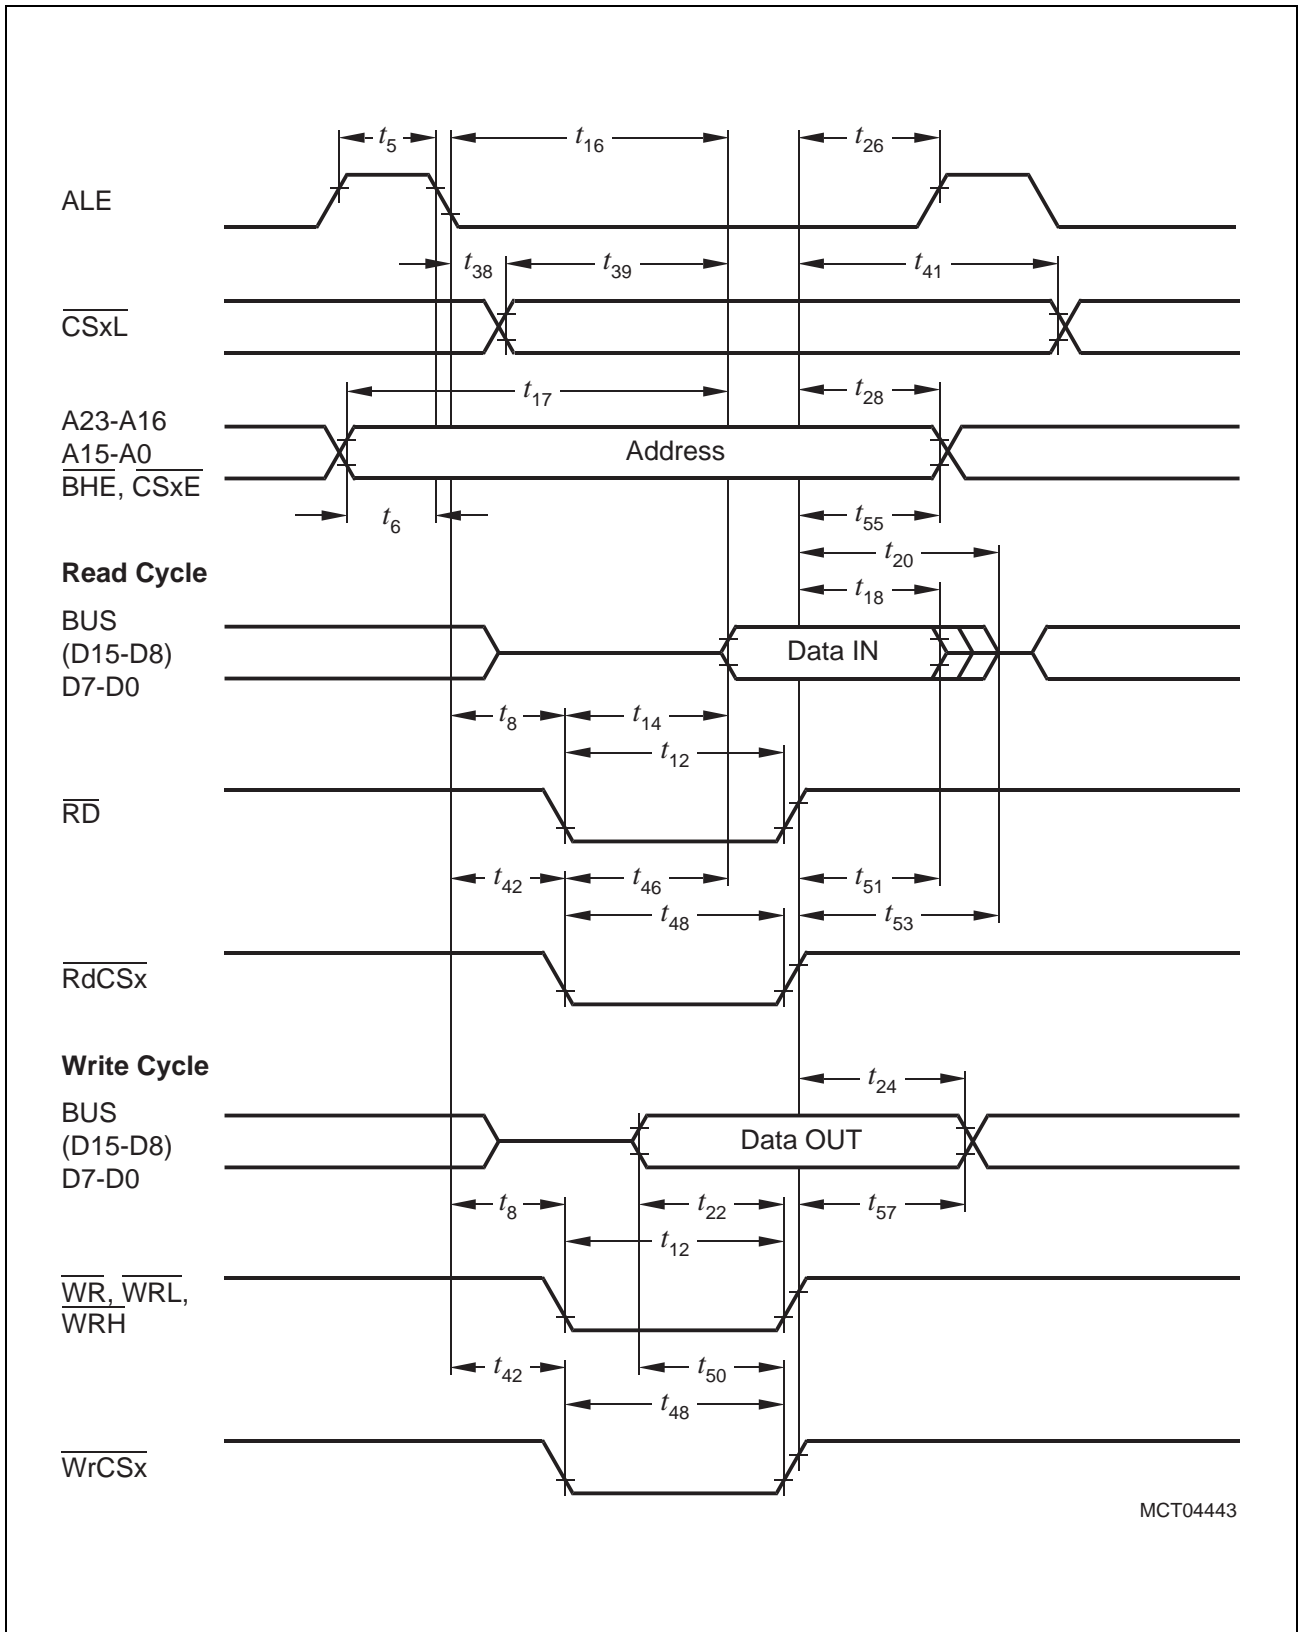 t5 t16 t26
ALE
t38 t39 t41
CSxL
t17 t28
A23-A16
A15-A0
BHE, CSxE
Address
t6 t55
t20
Read Cycle
t18
BUS
(D15-D8)
D7-D0
Data IN
t8 t14
t12
RD
t42 t46 t51
t48 t53
RdCSx
Write Cycle
t24
BUS
(D15-D8)
D7-D0
Data OUT
t8 t22 t57
t12
WR, WRL,
WRH
t42 t50
t48
WrCSx
MCT04443